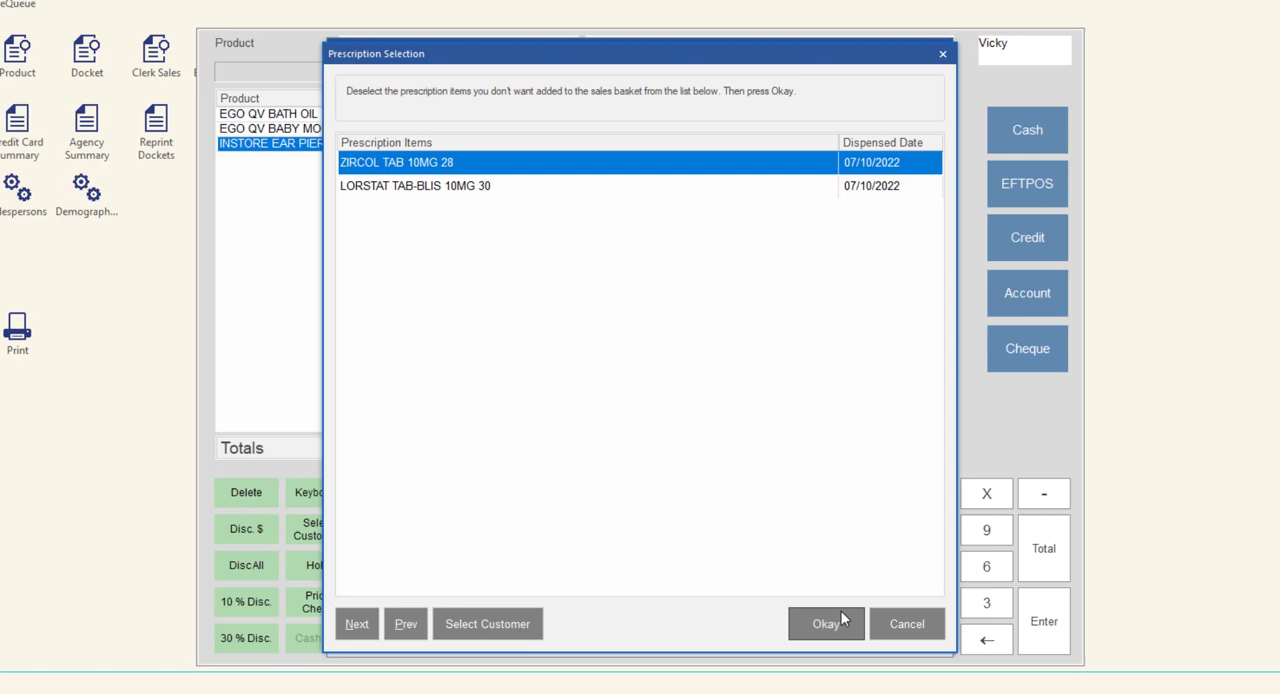 eQueue
Product
Docket
Clerk Sales
Agency
Summary
Reprint
Dockets
Demograph...
Print
Product
Vicky
Product
EGO QV BATH OIL
EGO QV BABY MO
INSTORE EAR PIER
Totals
Delete
Keybo
Disc. $
Sele
Custo
DiscAll
Hol
10 % Disc.
Pric
Che
30 % Disc.
Cash
Prescription Selection
Deselect the prescription items you don't want added to the sales basket from the list below. Then press Okay.
Prescription Items Dispensed Date
ZIRCOL TAB 10MG 28 07/10/2022
LORSTAT TAB-BLIS 10MG 30 07/10/2022
Next Prev Select Customer Okay Cancel
Cash
EFTPOS
Credit
Account
Cheque
X -
9
Total
6
3
Enter
←